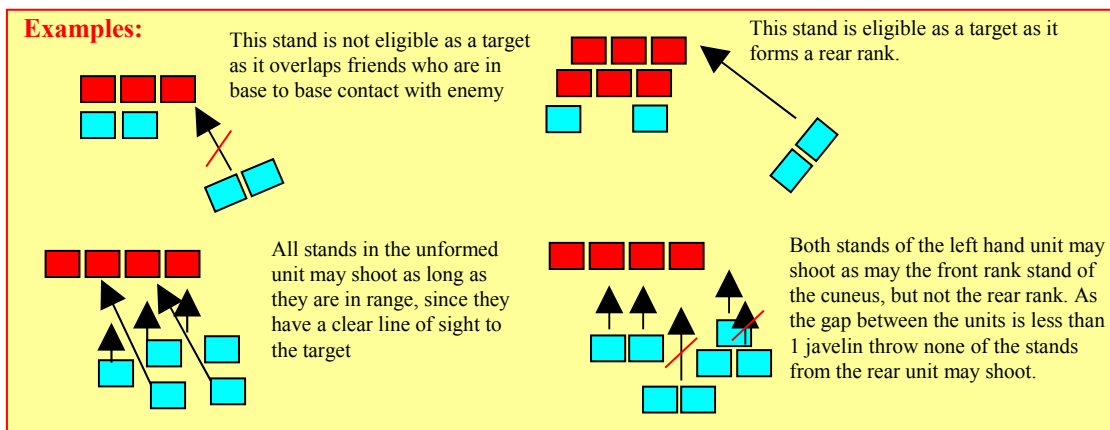 Examples:
This stand is not eligible as a target
as it overlaps friends who are in
base to base contact with enemy
This stand is eligible as a target as it
forms a rear rank.
All stands in the unformed
unit may shoot as long as
they are in range, since they
have a clear line of sight to
the target
Both stands of the left hand unit may
shoot as may the front rank stand of
the cuneus, but not the rear rank. As
the gap between the units is less than
1 javelin throw none of the stands
from the rear unit may shoot.